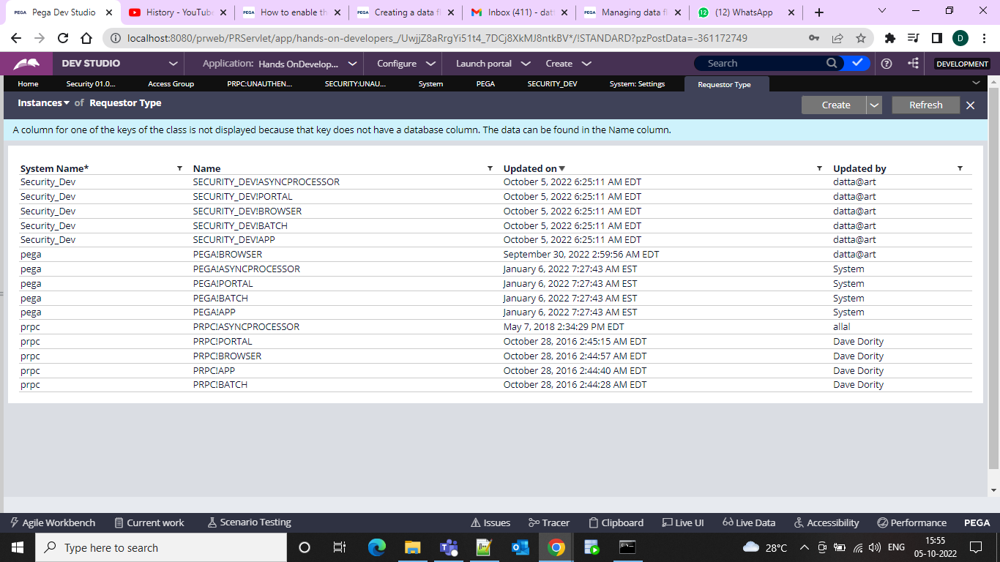 PEGA Pega Dev Studio
History - YouTube
PEGA How to enable th
PEGA Creating a data fl
Inbox (411) - datt
PEGA Managing data fl
12 (12) WhatsApp
localhost:8080/prweb/PRServlet/app/hands-on-developers_/UwjjZ8aRrgYi51t4_7DCj8XkMJ8ntkBV*/!STANDARD?pzPostData=-361172749
D
DEV STUDIO
Application: Hands OnDevelop...
Configure
Launch portal
Create
Search
DEVELOPMENT
Home
Security 01.0...
Access Group
PRPC:UNAUTHEN...
SECURITY:UNAU...
System
PEGA
SECURITY_DEV
System: Settings
Requestor Type
Instances of Requestor Type
Create
Refresh
A column for one of the keys of the class is not displayed because that key does not have a database column. The data can be found in the Name column.
System Name* Name Updated on Updated by
Security_Dev SECURITY_DEV!ASYNCPROCESSOR October 5, 2022 6:25:11 AM EDT datta@art
Security_Dev SECURITY_DEV!PORTAL October 5, 2022 6:25:11 AM EDT datta@art
Security_Dev SECURITY_DEV!BROWSER October 5, 2022 6:25:11 AM EDT datta@art
Security_Dev SECURITY_DEV!BATCH October 5, 2022 6:25:11 AM EDT datta@art
Security_Dev SECURITY_DEV!APP October 5, 2022 6:25:11 AM EDT datta@art
pega PEGA!BROWSER September 30, 2022 2:59:56 AM EDT datta@art
pega PEGA!ASYNCPROCESSOR January 6, 2022 7:27:43 AM EST System
pega PEGA!PORTAL January 6, 2022 7:27:43 AM EST System
pega PEGA!BATCH January 6, 2022 7:27:43 AM EST System
pega PEGA!APP January 6, 2022 7:27:43 AM EST System
prpc PRPC!ASYNCPROCESSOR May 7, 2018 2:34:29 PM EDT allal
prpc PRPC!PORTAL October 28, 2016 2:45:15 AM EDT Dave Dority
prpc PRPC!BROWSER October 28, 2016 2:44:57 AM EDT Dave Dority
prpc PRPC!APP October 28, 2016 2:44:40 AM EDT Dave Dority
prpc PRPC!BATCH October 28, 2016 2:44:28 AM EDT Dave Dority
Agile Workbench
Current work
Scenario Testing
Issues
Tracer
Clipboard
Live UI
Live Data
Accessibility
Performance
PEGA
Type here to search
28°C
ENG
15:55
05-10-2022